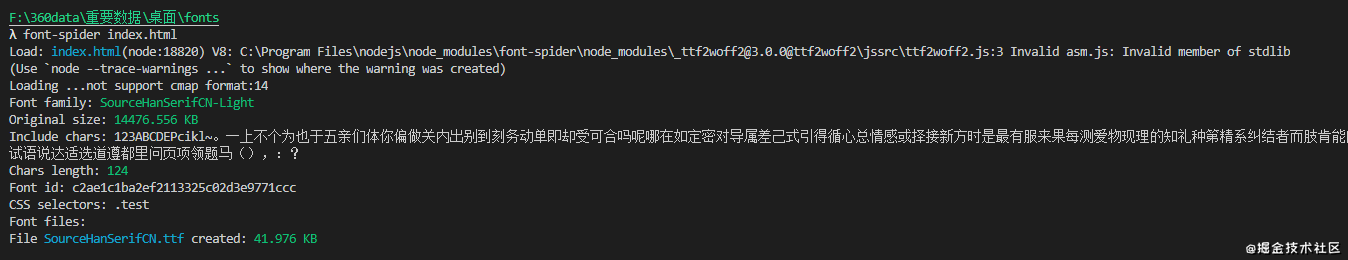 F:\360data\重要数据\桌面\fonts
λ font-spider index.html
Load: index.html(node:18820) V8: C:\Program Files\nodejs\node_modules\font-spider\node_modules\_ttf2woff2@3.0.0@ttf2woff2\jssrc\ttf2woff2.js:3 Invalid asm.js: Invalid member of stdlib
(Use `node --trace-warnings ...` to show where the warning was created)
Loading ...not support cmap format:14
Font family: SourceHanSerifCN-Light
Original size: 14476.556 KB
Include chars: 123ABCDEPcikl~。一上不个为也于五亲们体你偏做关内出别到刻务动单即却受可合吗呢哪在如定密对导属差己式引得循心总情感或择接新方时是最有服来果每测爱物现理的知礼种第精系纠结者而肢肯能
试语说达适选道遵都里问页项领题马（），：？
Chars length: 124
Font id: c2ae1c1ba2ef2113325c02d3e9771ccc
CSS selectors: .test
Font files:
File SourceHanSerifCN.ttf created: 41.976 KB
@掘金技术社区